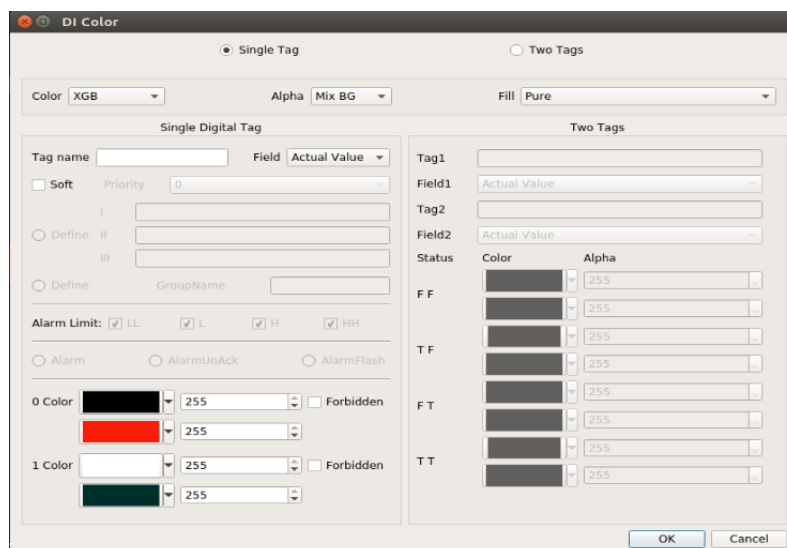 DI Color
Single Tag Two Tags
Color XGB Alpha Mix BG Fill Pure
Single Digital Tag
Tag name Field Actual Value
Soft Priority 0
I
Define II
III
Define GroupName
Alarm Limit: LL L H HH
Alarm AlarmUnAck AlarmFlash
0 Color 255 Forbidden
255
1 Color 255 Forbidden
255
Two Tags
Tag1
Field1 Actual Value
Tag2
Field2 Actual Value
Status Color Alpha
F F 255
255
T F 255
255
F T 255
255
T T 255
255
OK Cancel